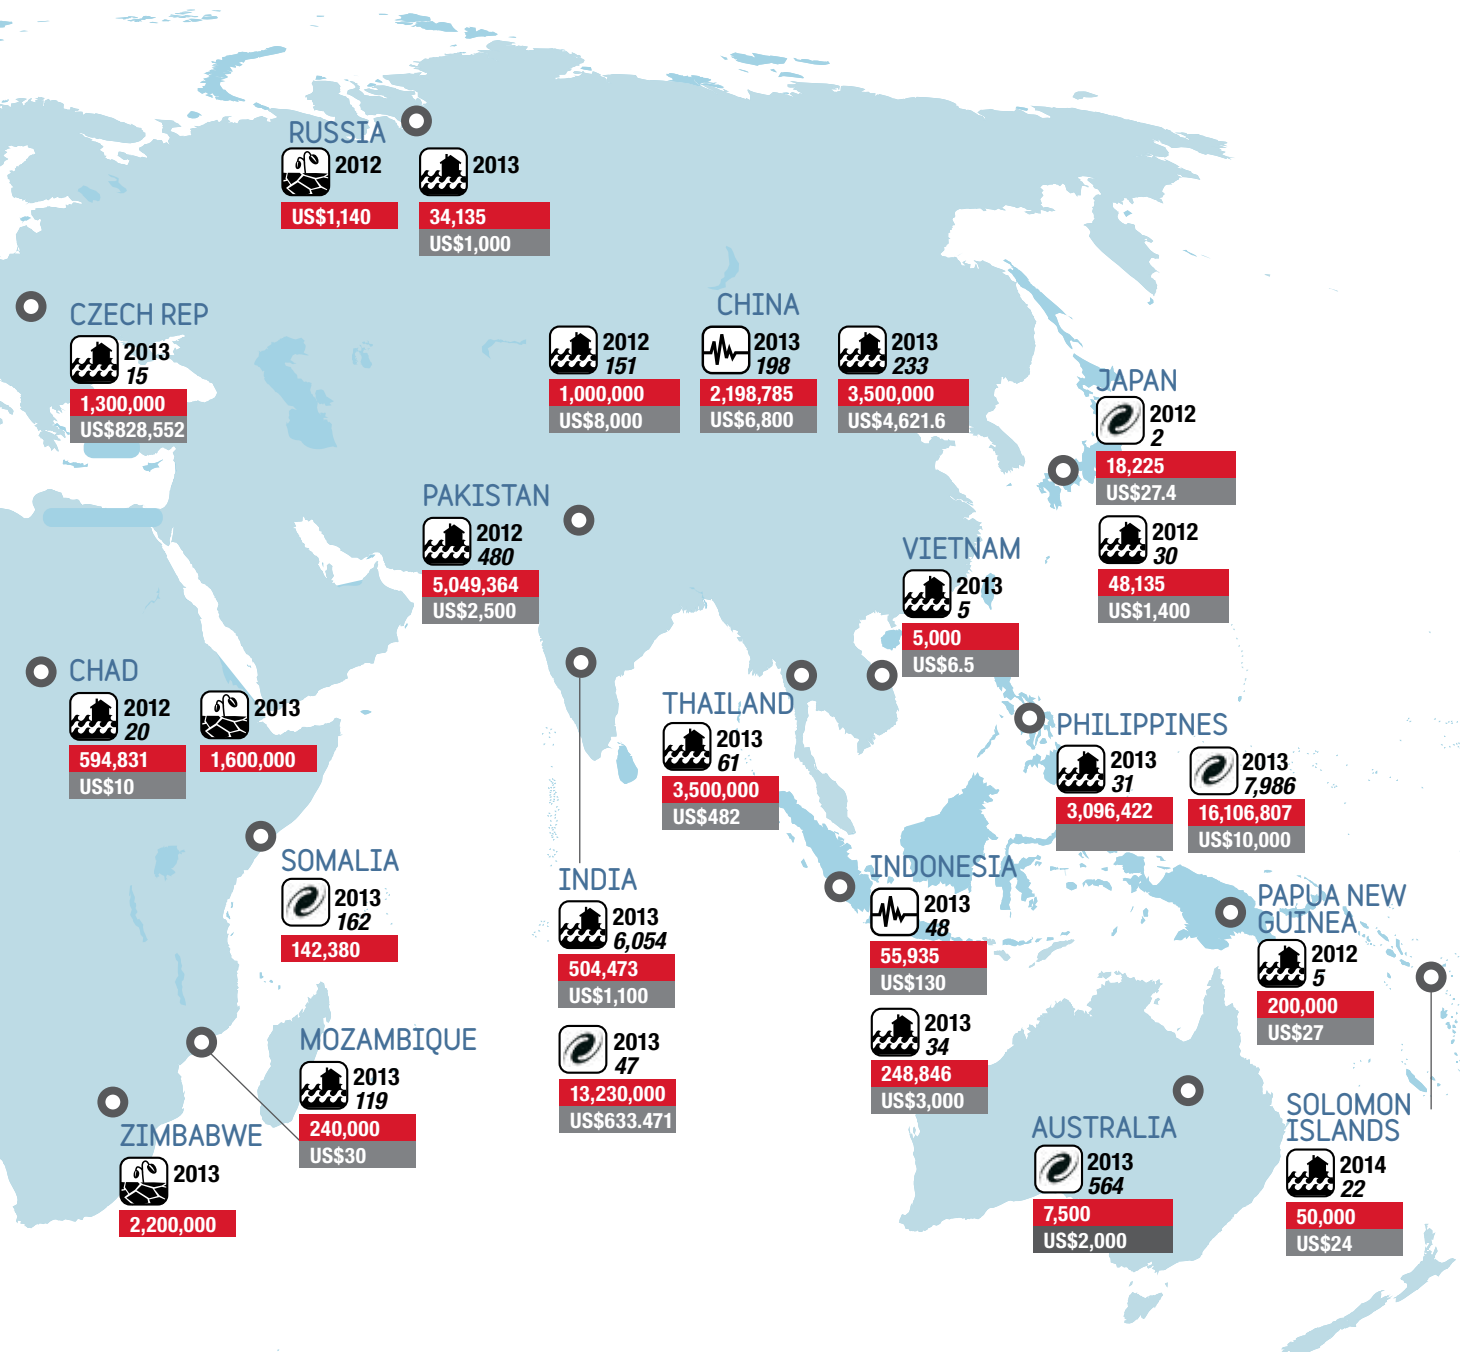 RUSSIA
2012
US$1,140
2013
34,135
US$1,000
CZECH REP
2013
15
1,300,000
US$828,552
CHINA
2012
151
1,000,000
US$8,000
2013
198
2,198,785
US$6,800
2013
233
3,500,000
US$4,621.6
JAPAN
2012
2
18,225
US$27.4
2012
30
48,135
US$1,400
PAKISTAN
2012
480
5,049,364
US$2,500
VIETNAM
2013
5
5,000
US$6.5
CHAD
2012
20
594,831
US$10
2013
1,600,000
THAILAND
2013
61
3,500,000
US$482
PHILIPPINES
2013
31
3,096,422
2013
7,986
16,106,807
US$10,000
SOMALIA
2013
162
142,380
INDIA
2013
6,054
504,473
US$1,100
2013
47
13,230,000
US$633.471
INDONESIA
2013
48
55,935
US$130
2013
34
248,846
US$3,000
PAPUA NEW
GUINEA
2012
5
200,000
US$27
MOZAMBIQUE
2013
119
240,000
US$30
ZIMBABWE
2013
2,200,000
AUSTRALIA
2013
564
7,500
US$2,000
SOLOMON
ISLANDS
2014
22
50,000
US$24